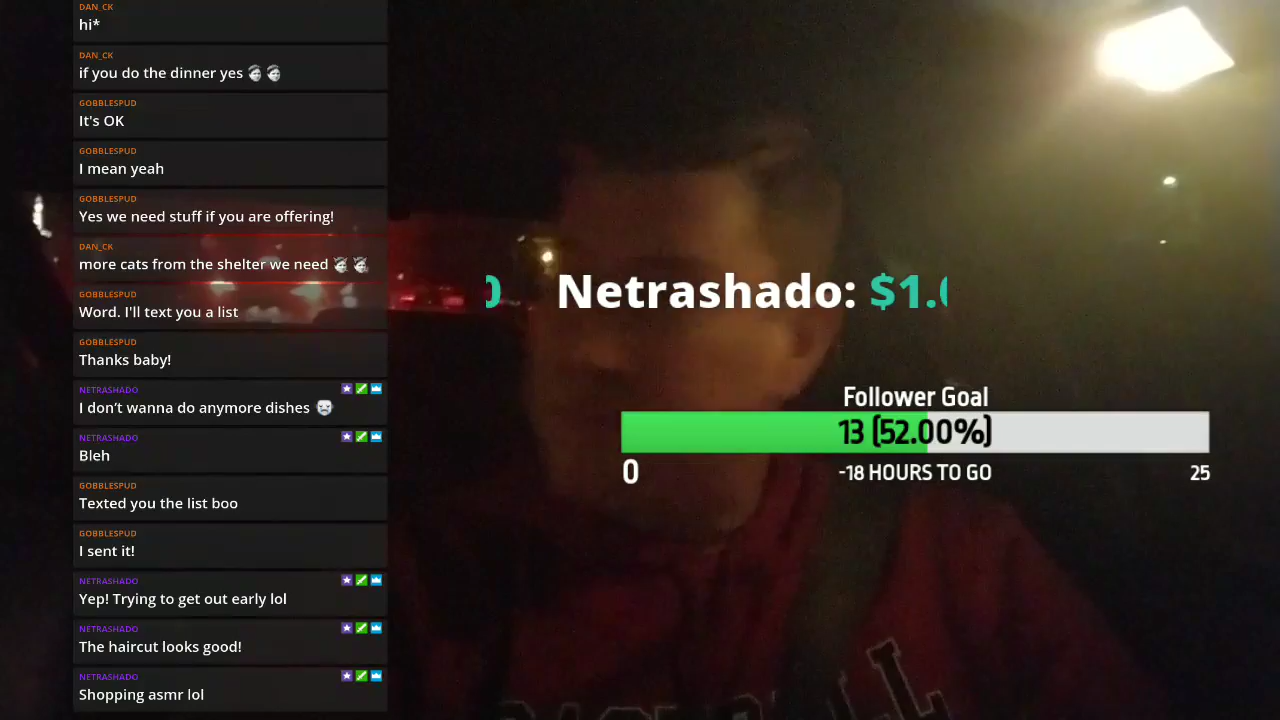 DAN_CK
hi*
DAN_CK
if you do the dinner yes
GOBBLESPUD
It's OK
GOBBLESPUD
I mean yeah
GOBBLESPUD
Yes we need stuff if you are offering!
DAN_CK
more cats from the shelter we need
GOBBLESPUD
Word. I'll text you a list
GOBBLESPUD
Thanks baby!
NETRASHADO
I don’t wanna do anymore dishes
NETRASHADO
Bleh
GOBBLESPUD
Texted you the list boo
GOBBLESPUD
I sent it!
NETRASHADO
Yep! Trying to get out early lol
NETRASHADO
The haircut looks good!
NETRASHADO
Shopping asmr lol
Netrashado: $1.
Follower Goal
13 (52.00%)
0 -18 HOURS TO GO 25